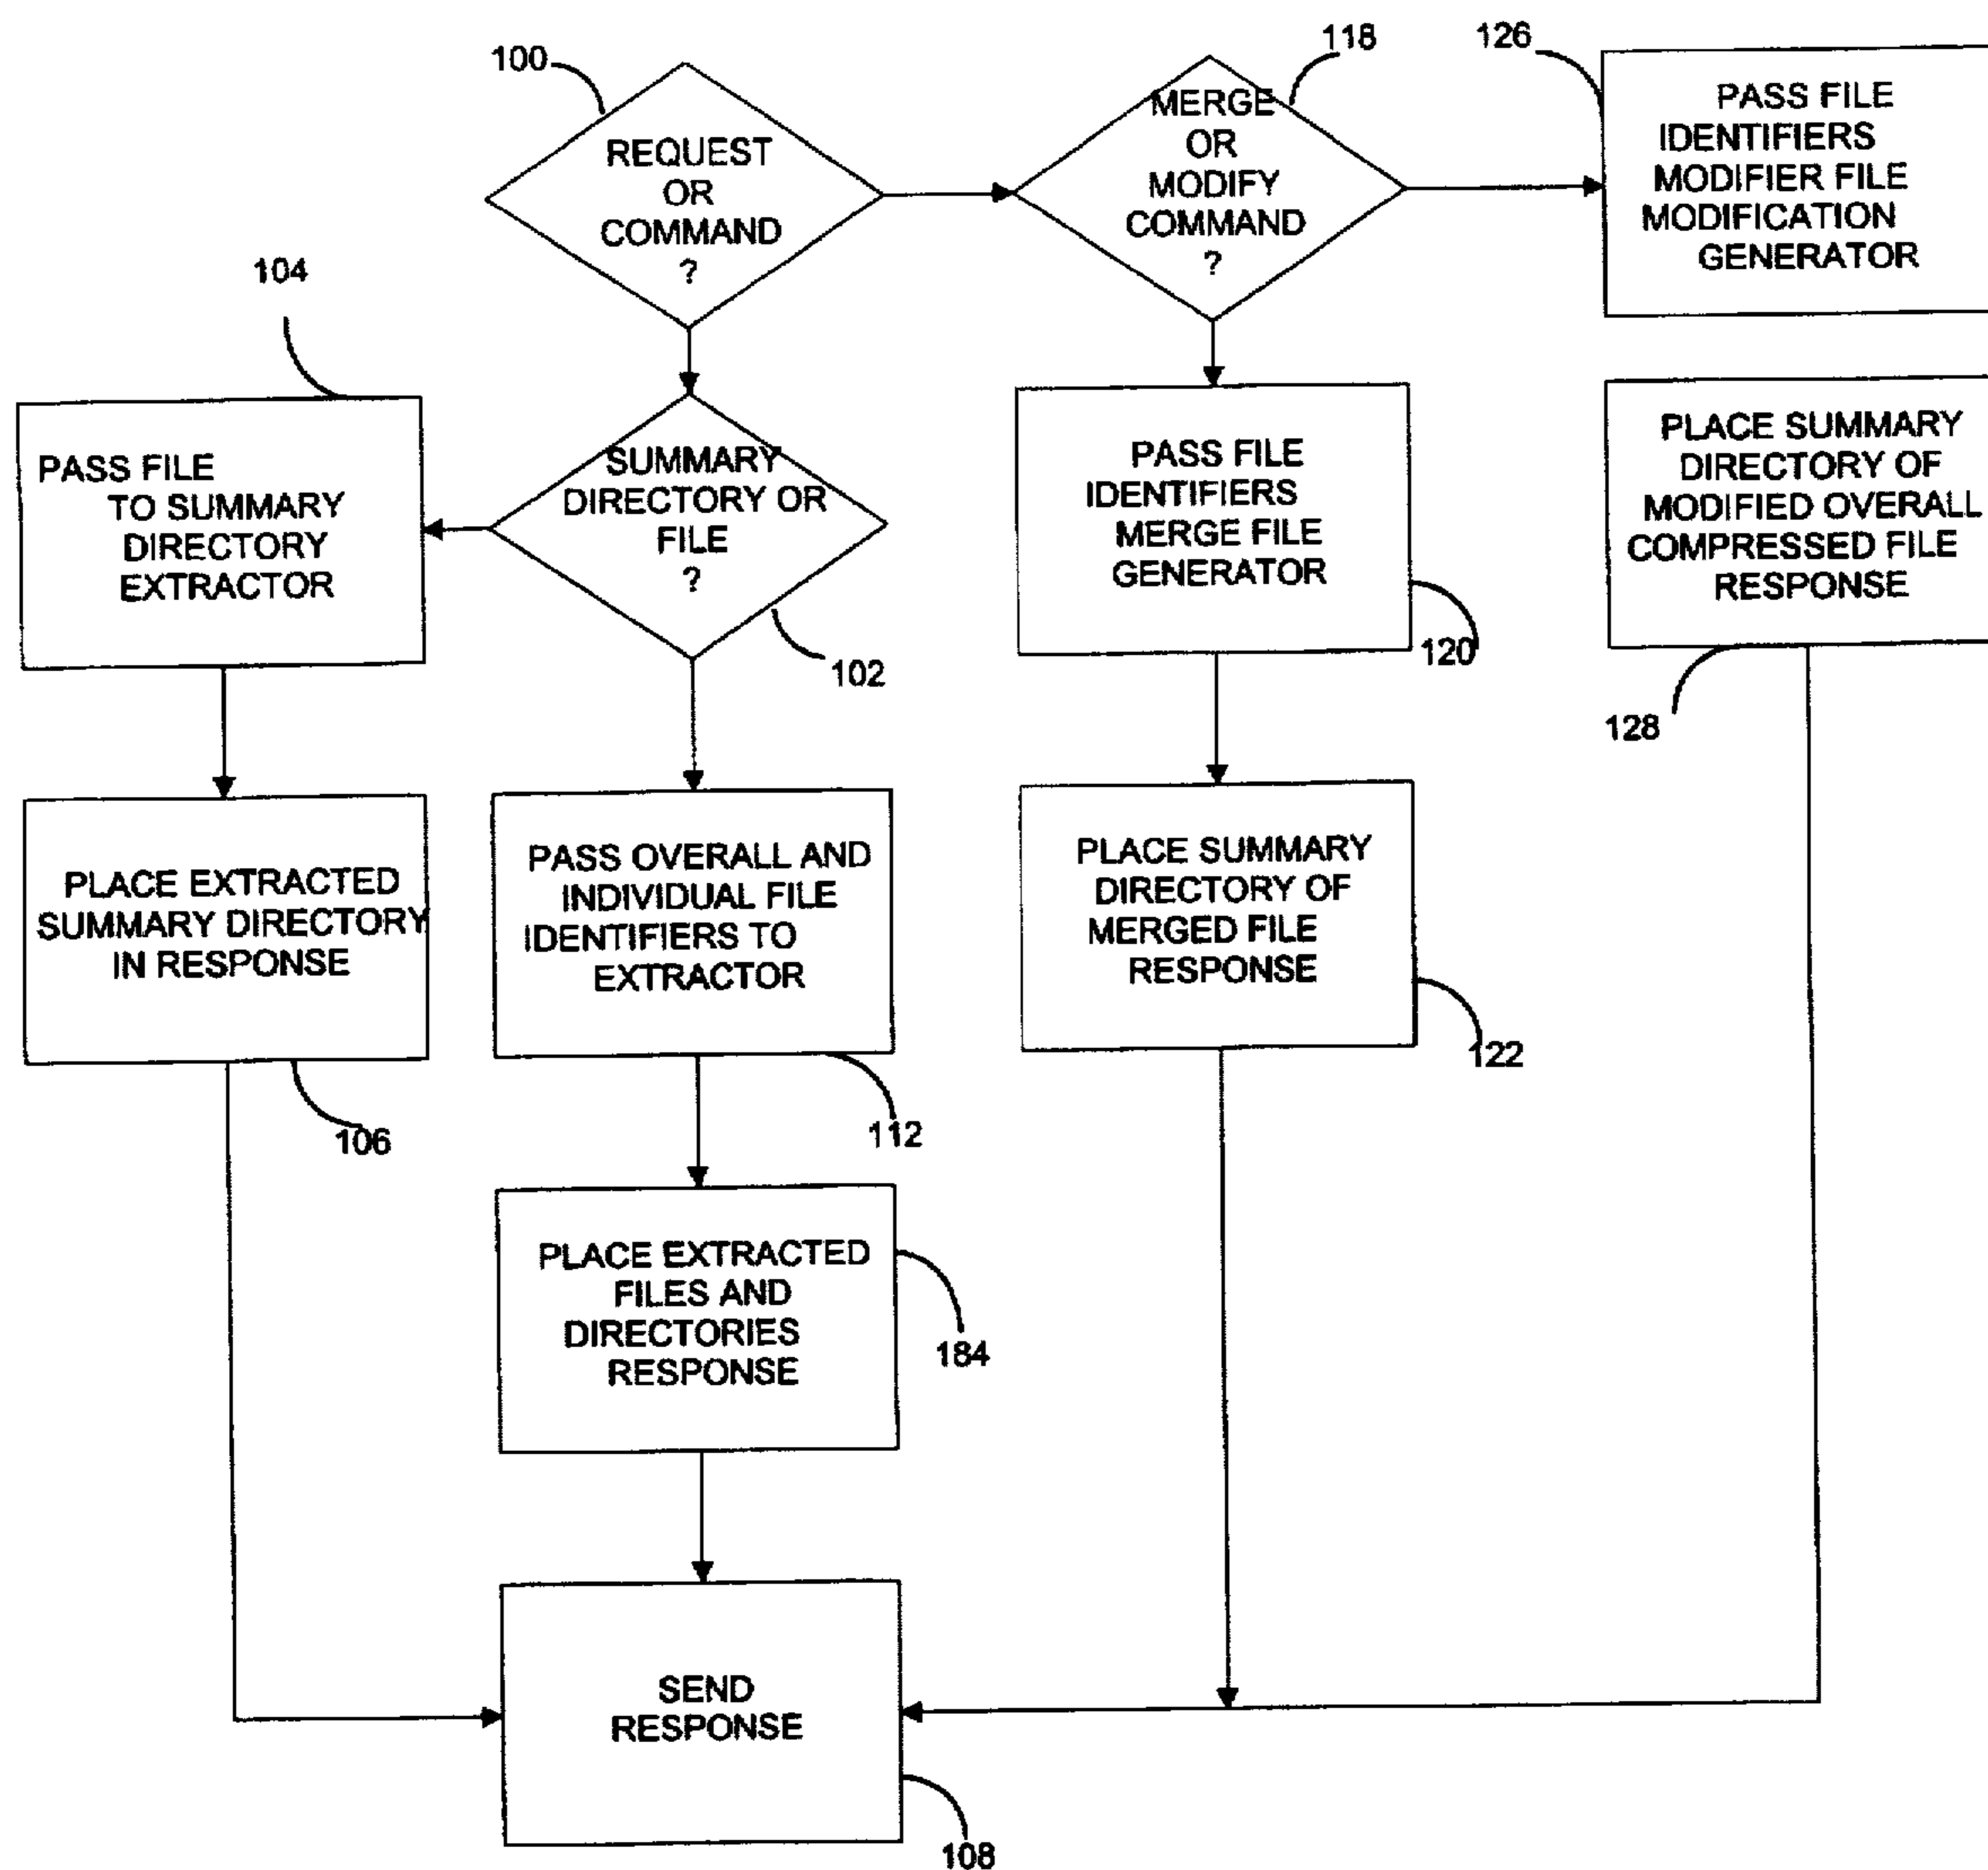 100
REQUEST
OR
COMMAND
?
118
MERGE
OR
MODIFY
COMMAND
?
126
PASS FILE
IDENTIFIERS
MODIFIER FILE
MODIFICATION
GENERATOR
104
PASS FILE
TO SUMMARY
DIRECTORY
EXTRACTOR
SUMMARY
DIRECTORY OR
FILE
?
102
PASS FILE
IDENTIFIERS
MERGE FILE
GENERATOR
120
PLACE SUMMARY
DIRECTORY OF
MODIFIED OVERALL
COMPRESSED FILE
RESPONSE
128
PLACE EXTRACTED
SUMMARY DIRECTORY
IN RESPONSE
106
PASS OVERALL AND
INDIVIDUAL FILE
IDENTIFIERS TO
EXTRACTOR
112
PLACE SUMMARY
DIRECTORY OF
MERGED FILE
RESPONSE
122
PLACE EXTRACTED
FILES AND
DIRECTORIES
RESPONSE
184
SEND
RESPONSE
108